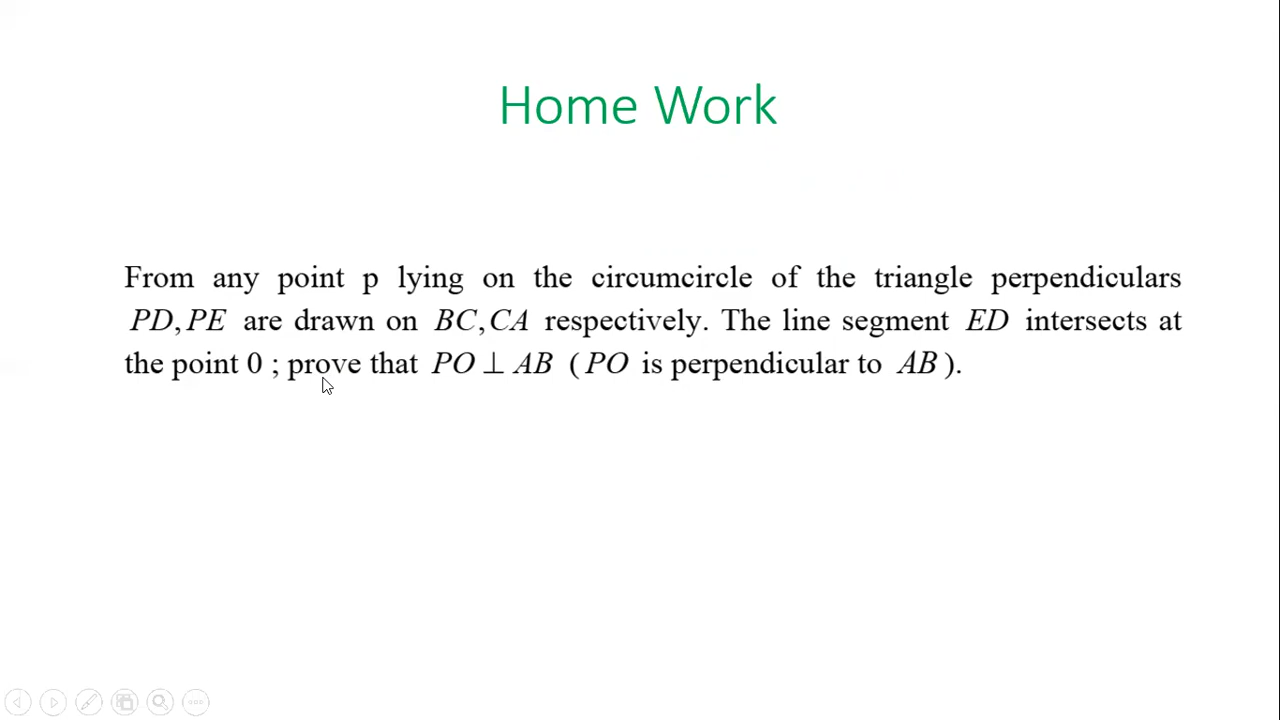 Home Work
From any point p lying on the circumcircle of the triangle perpendiculars
PD, PE are drawn on BC, CA respectively. The line segment ED intersects at
the point 0 ; prove that PO ⊥ AB ( PO is perpendicular to AB ).